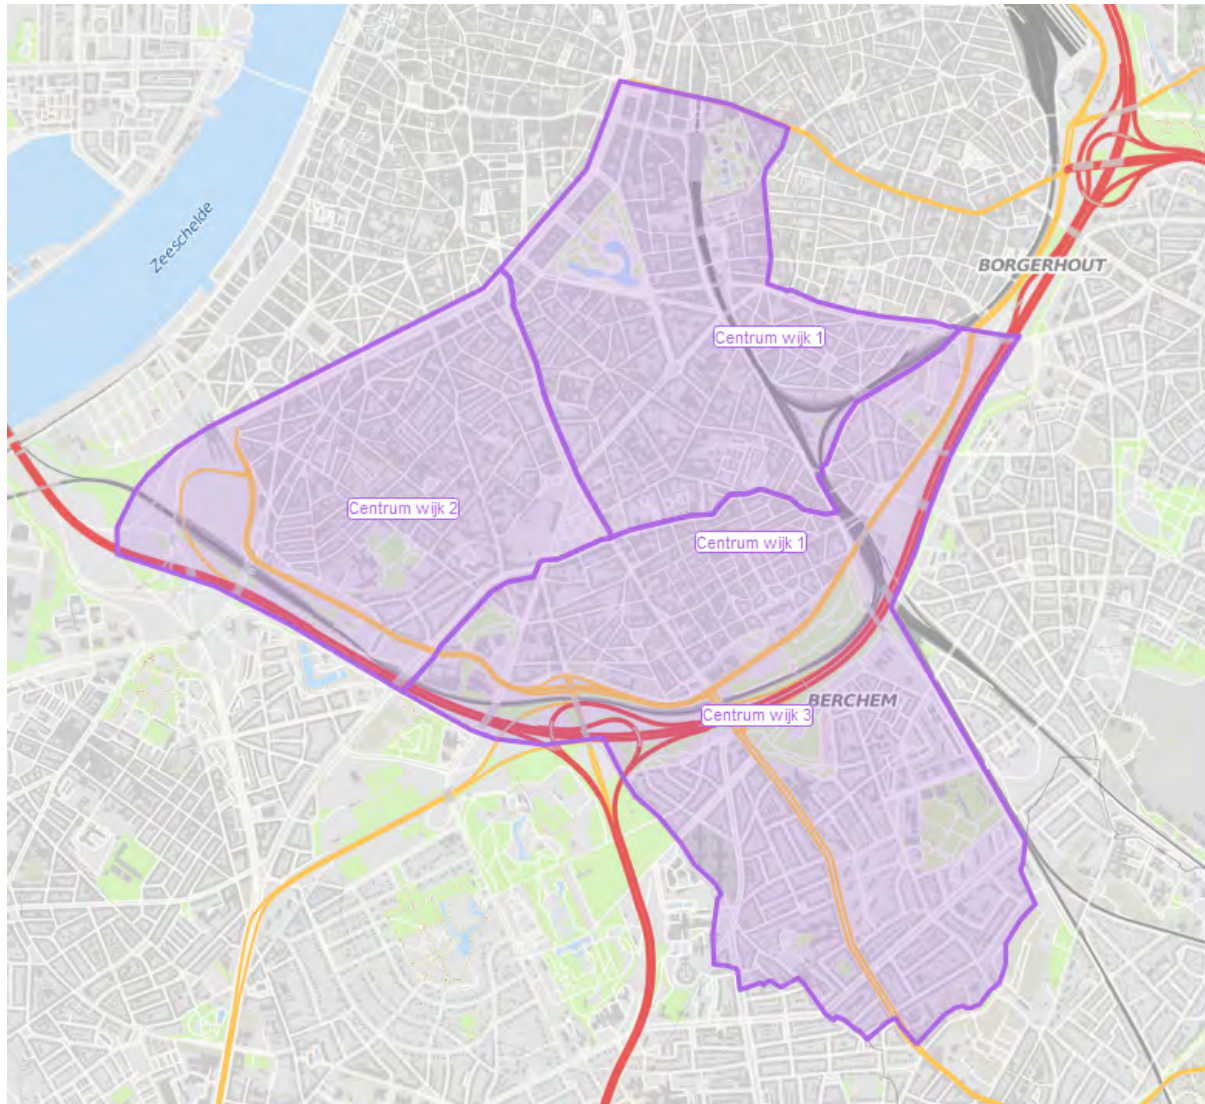 Zeeschelde
BORGERHOUT
Centrum wijk 1
Centrum wijk 2
Centrum wijk 1
BERCHEM
Centrum wijk 3